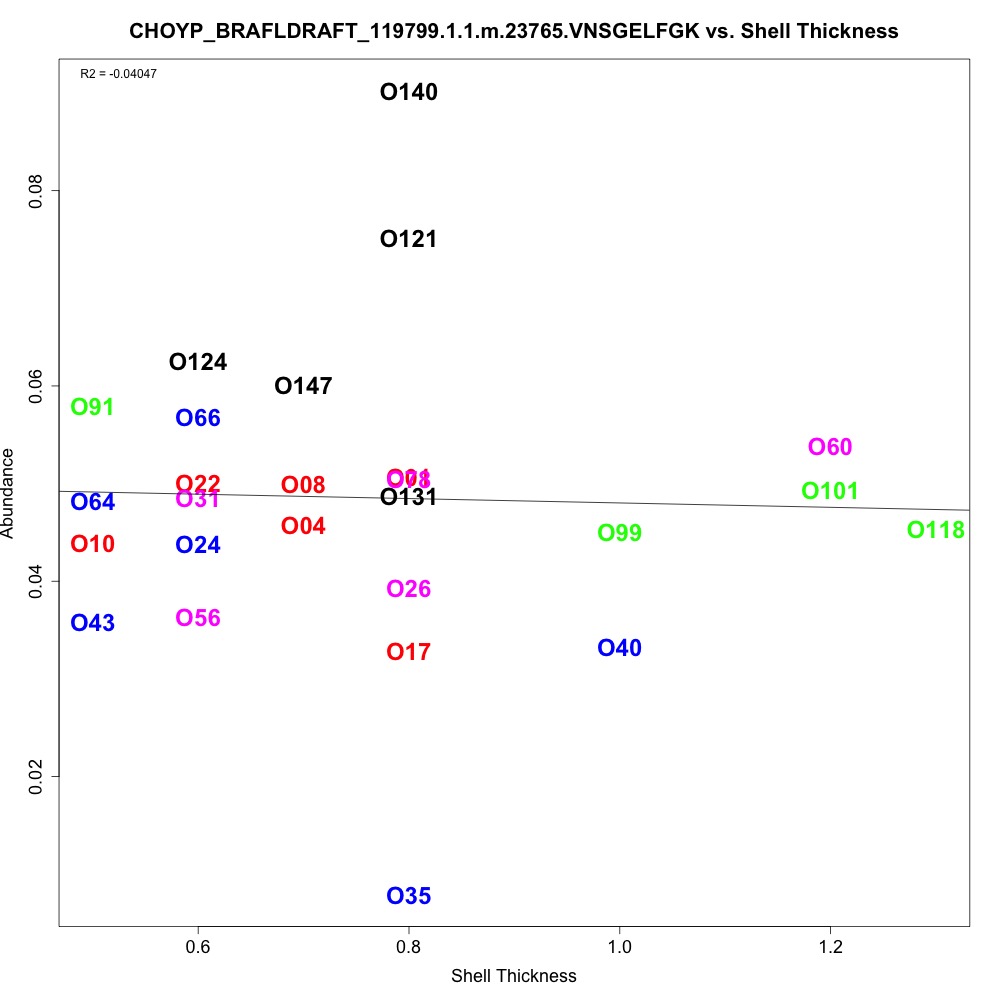 CHOYP_BRAFLDRAFT_119799.1.1.m.23765.VNSGELFGK vs. Shell Thickness
R2 = -0.04047
O140
0.08
O121
O124
O147
0.06
O91
O66
O60
O22
O08
O78
O101
O31
O131
O64
Abundance
O04
O118
O99
O10
O24
0.04
O26
O56
O43
O17
O40
0.02
O35
0.6 0.8 1.0 1.2
Shell Thickness